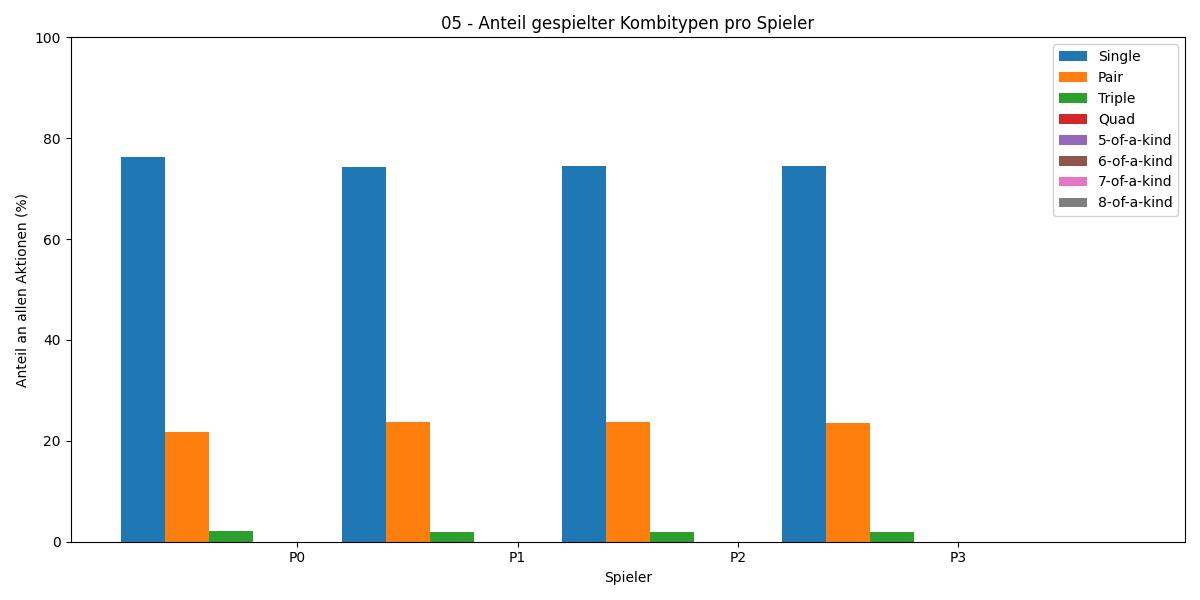 05 - Anteil gespielter Kombitypen pro Spieler
100
80
60
40
20
0
Anteil an allen Aktionen (%)
Single
Pair
Triple
Quad
5-of-a-kind
6-of-a-kind
7-of-a-kind
8-of-a-kind
P0 P1 P2 P3
Spieler